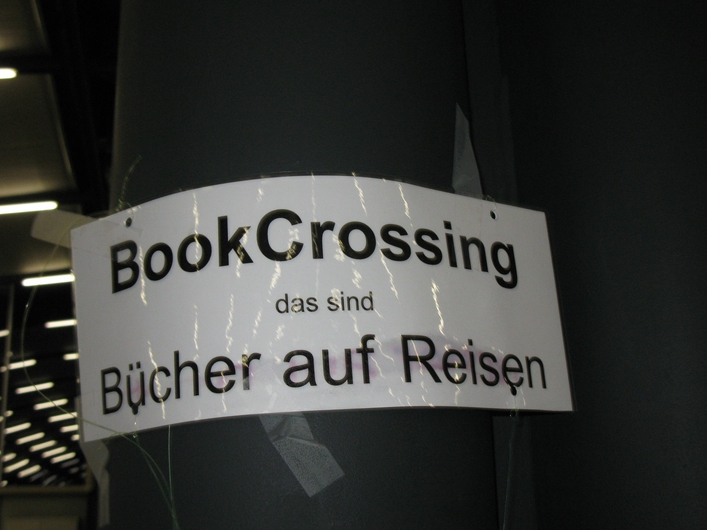 BookCrossing
das sind
Bücher auf Reisen